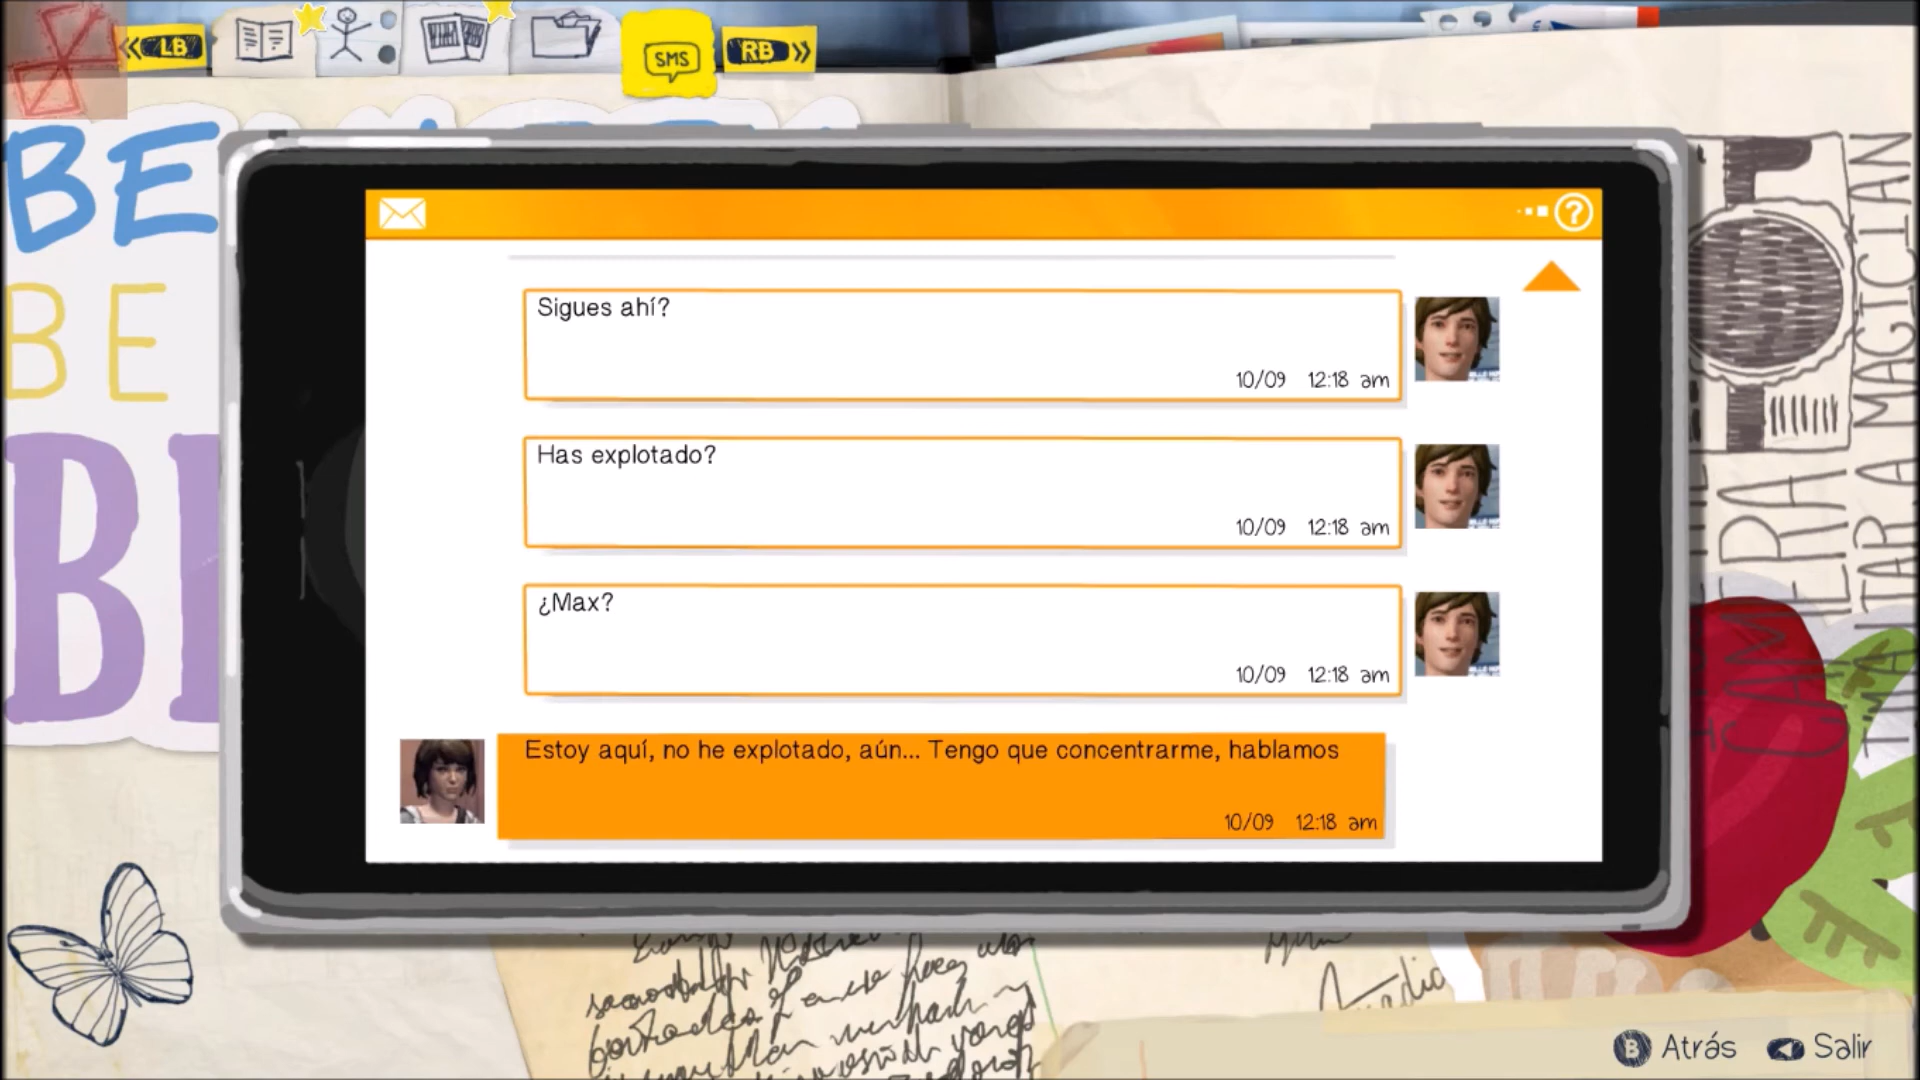 LB
SMS
RB
BE
BE
Sigues ahí?
10/09 12:18 am
Has explotado?
10/09 12:18 am
¿Max?
10/09 12:18 am
Estoy aquí, no he explotado, aún... Tengo que concentrarme, hablamos
10/09 12:18 am
MAGICIAN
B Atrás
Salir